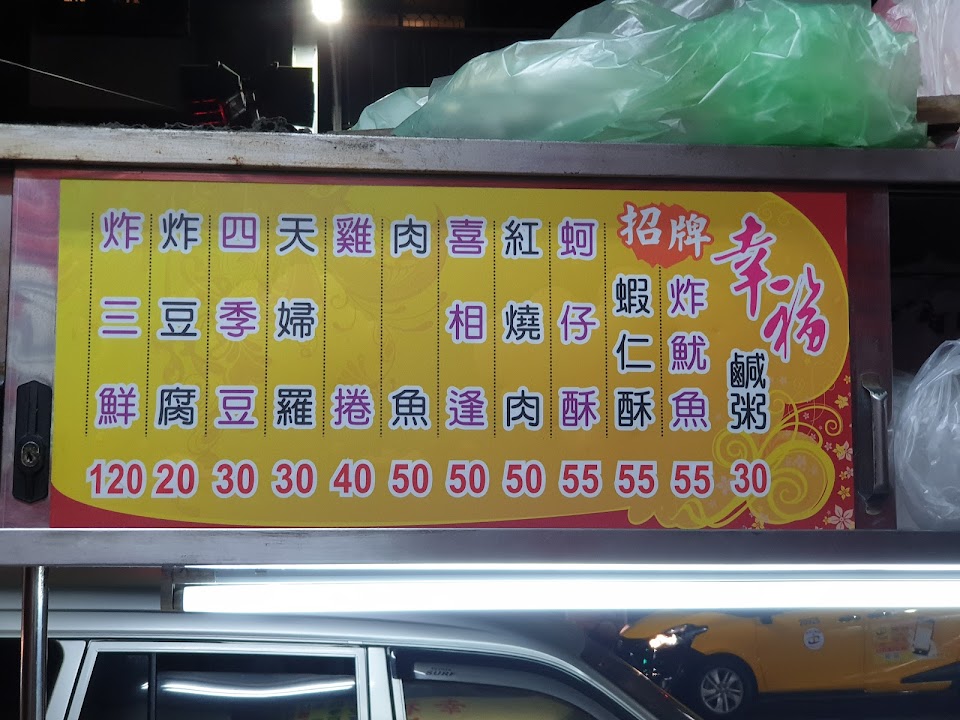 幸福
鹹粥 30
招牌
炸魷魚 55
蝦仁酥 55
蚵仔酥 55
紅燒肉 50
喜相逢 50
肉魚 50
雞捲 40
天婦羅 30
四季豆 30
炸豆腐 20
炸三鮮 120
SURF